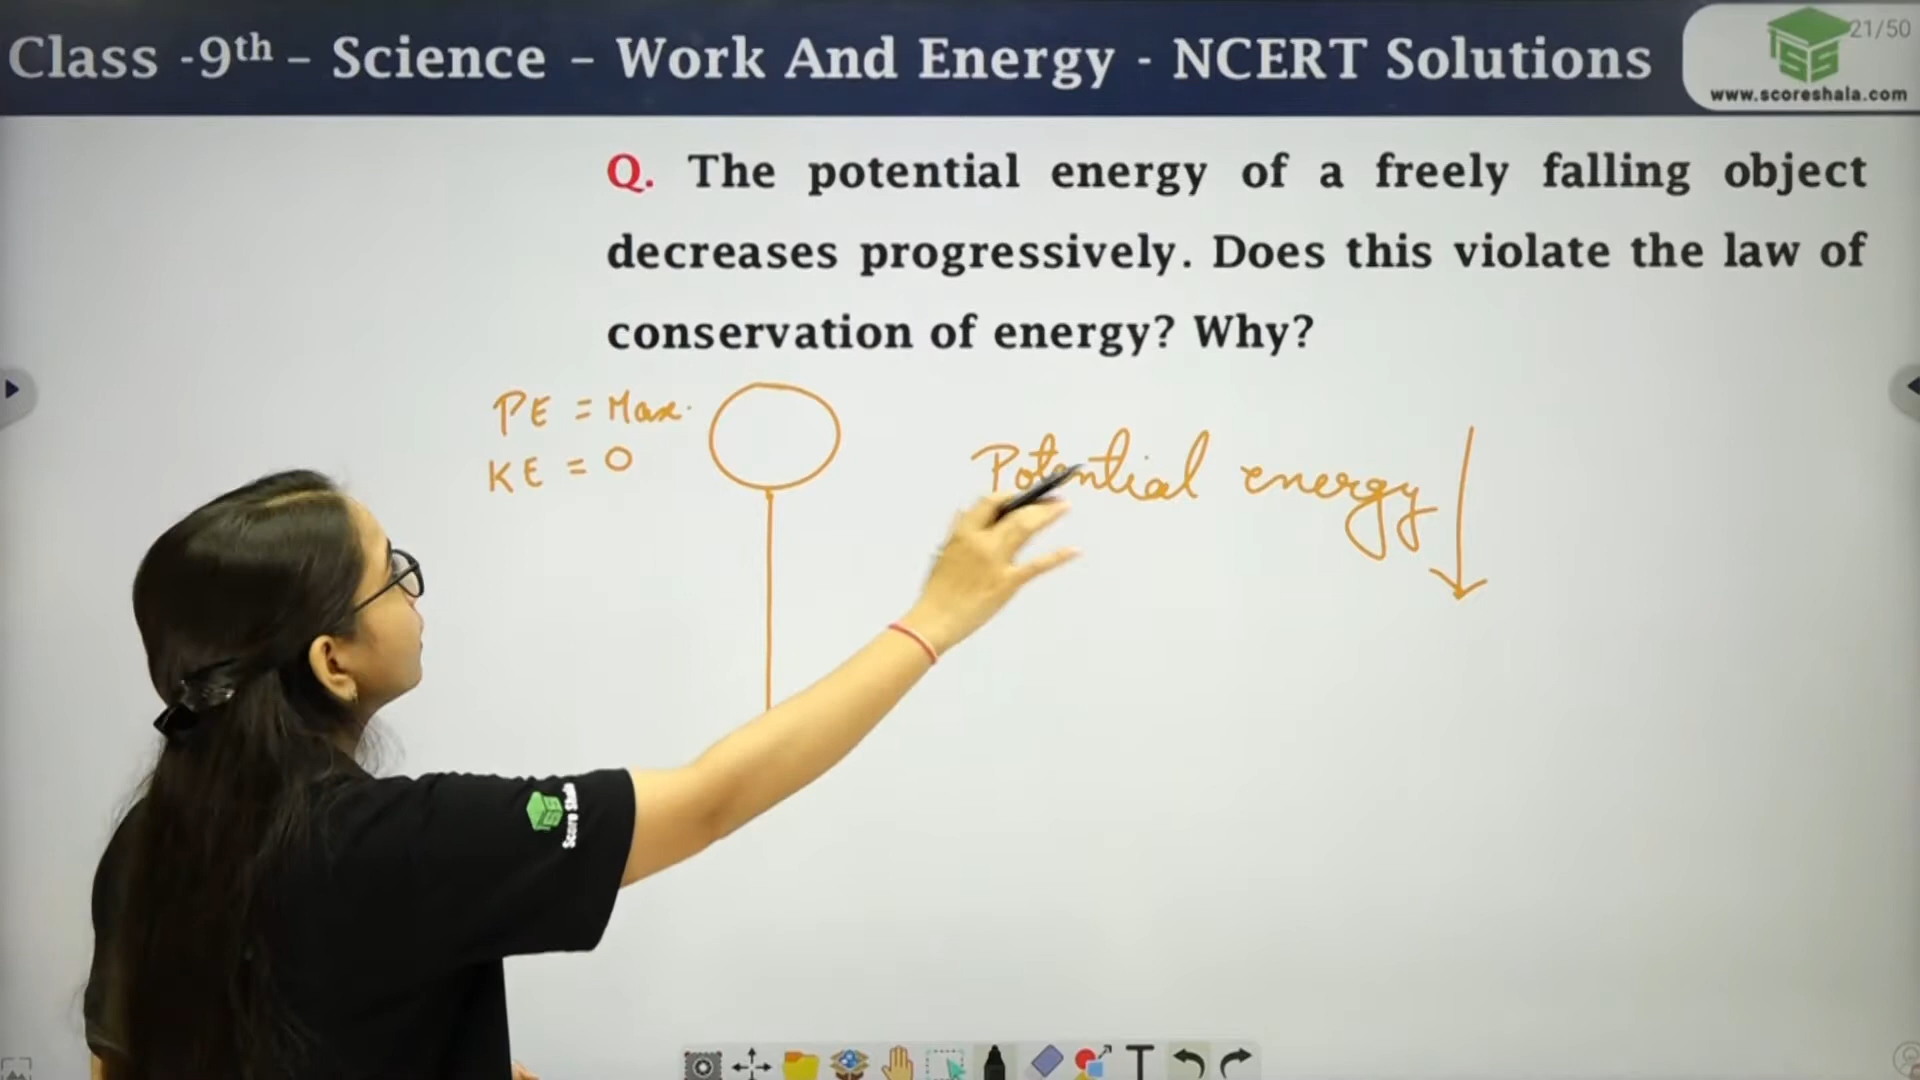 Class -9th – Science – Work And Energy - NCERT Solutions
21/50
www.scoreshala.com
Q. The potential energy of a freely falling object
decreases progressively. Does this violate the law of
conservation of energy? Why?
PE = Max.
KE = 0
Potential energy
Score Shala